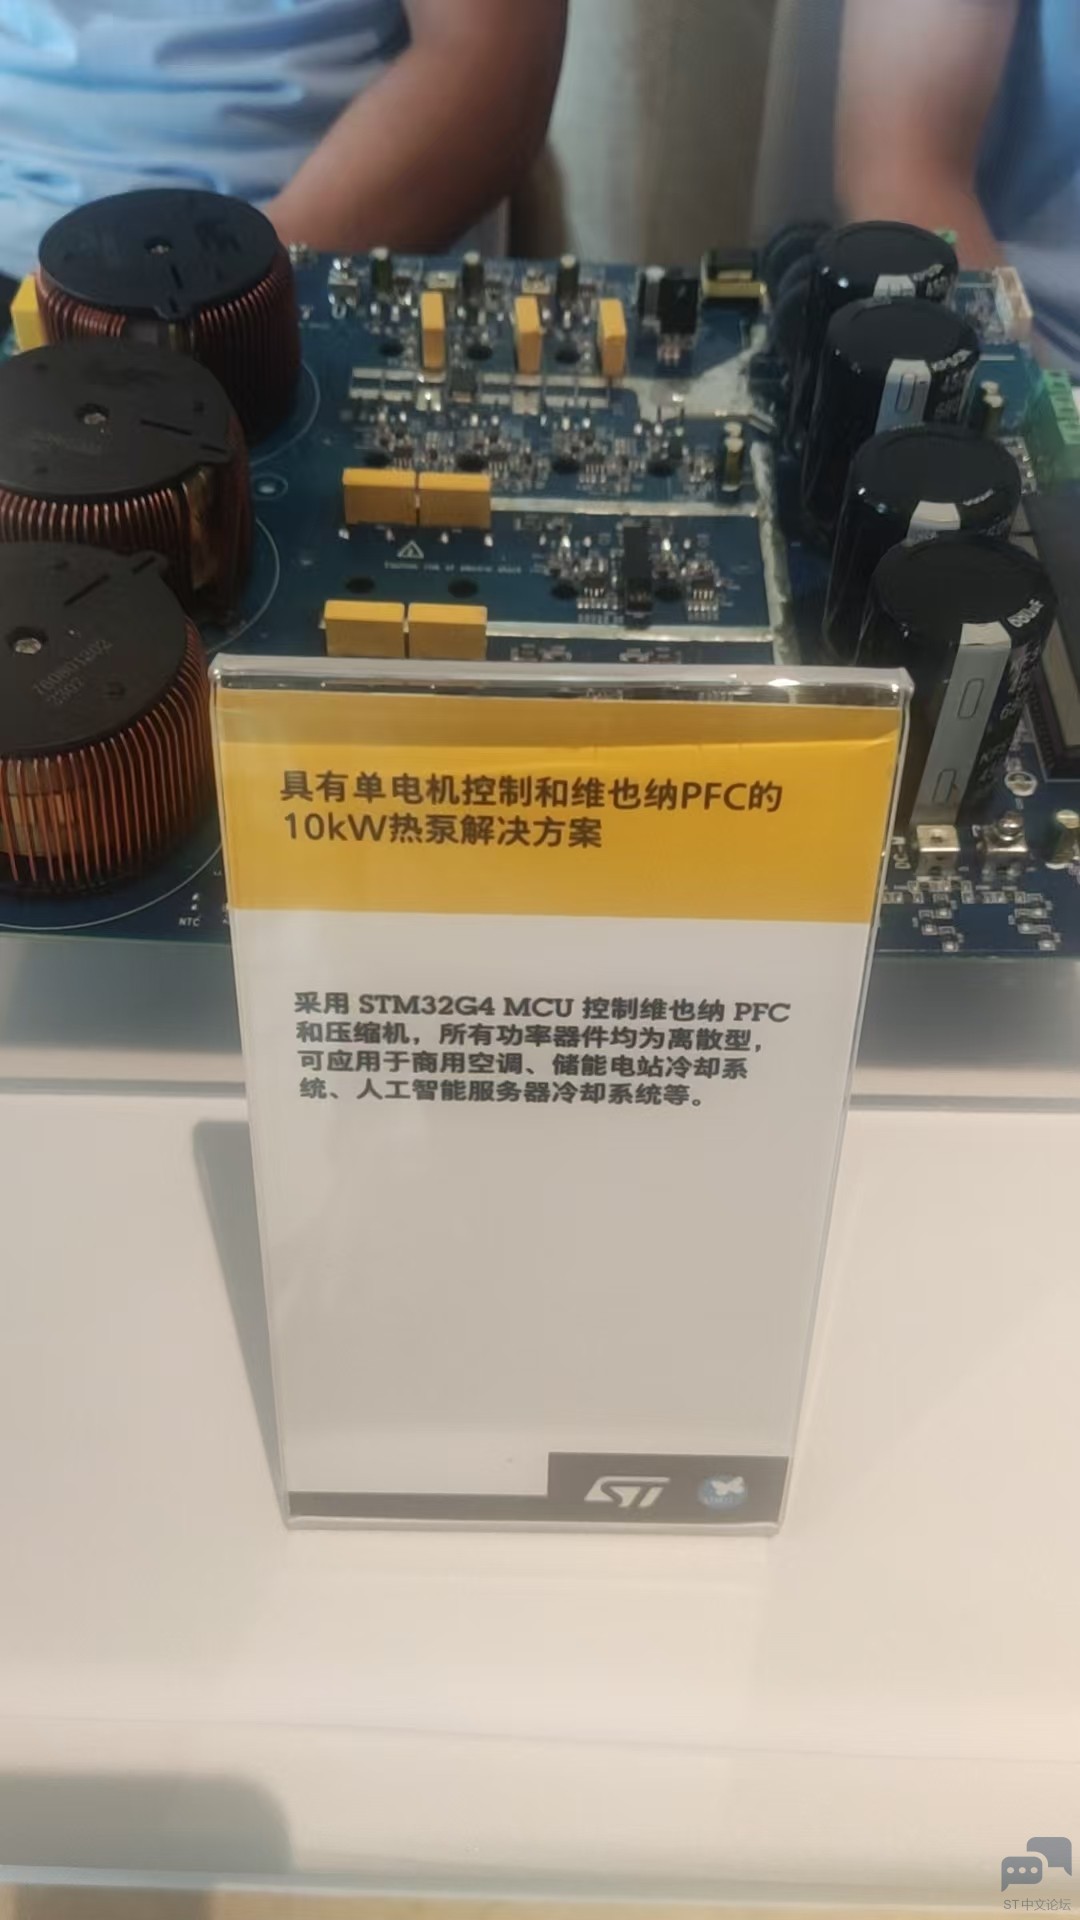 具有单电机控制和维也纳PFC的
10kW热泵解决方案
采用 STM32G4 MCU 控制维也纳 PFC
和压缩机，所有功率器件均为离散型，
可应用于商用空调、储能电站冷却系
统、人工智能服务器冷却系统等。
ST
NTC
680uF
ST中文论坛